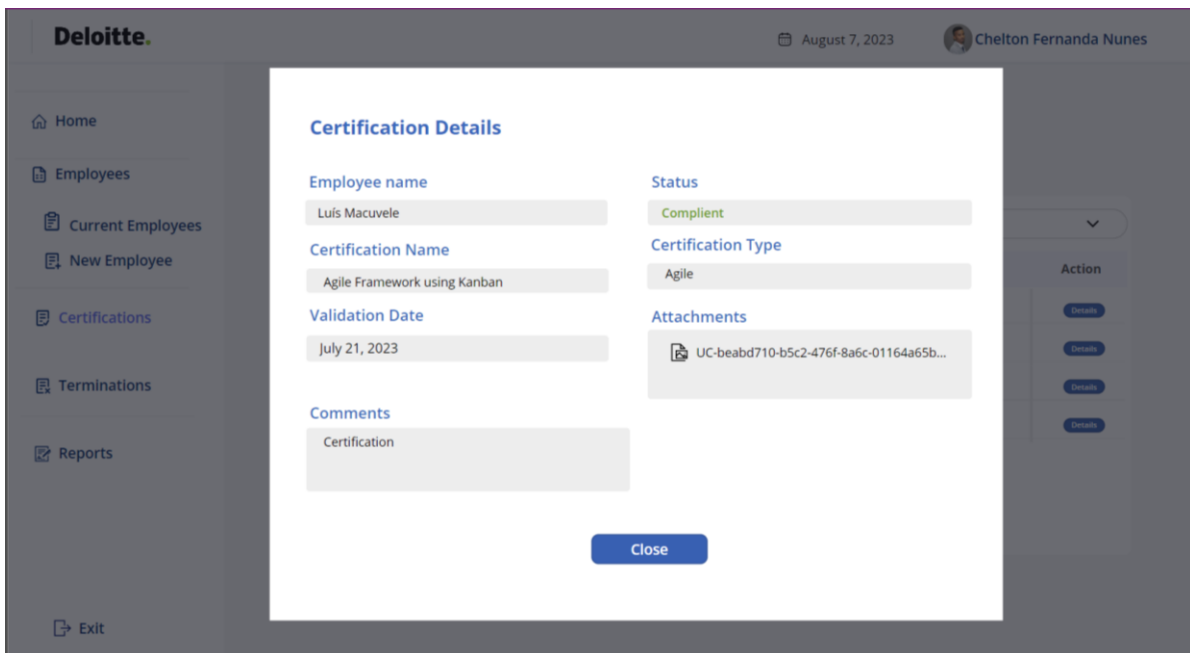 Deloitte.
August 7, 2023
Chelton Fernanda Nunes
Home
Employees
Current Employees
New Employee
Certifications
Terminations
Reports
Exit
Certification Details
Employee name
Luís Macuvele
Status
Complient
Certification Name
Agile Framework using Kanban
Certification Type
Agile
Validation Date
July 21, 2023
Attachments
UC-beabd710-b5c2-476f-8a6c-01164a65b...
Comments
Certification
Close
Action
Details
Details
Details
Details